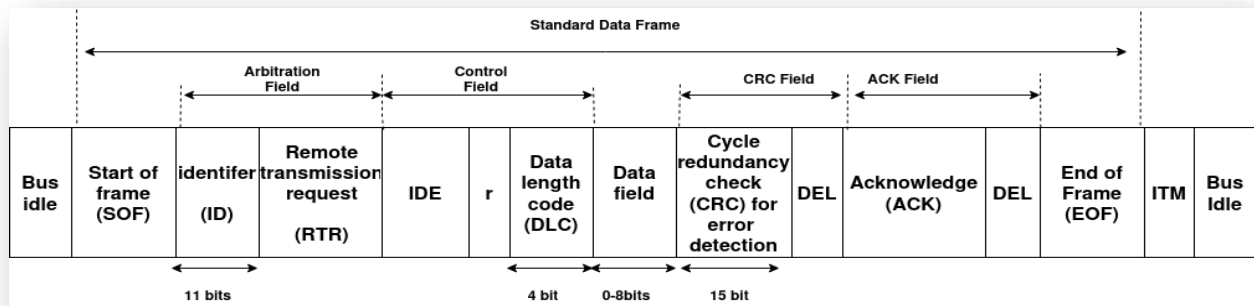 Standard Data Frame
Arbitration
Field
Control
Field
CRC Field
ACK Field
Bus
idle
Start of
frame
(SOF)
identifer
(ID)
Remote
transmission
request
(RTR)
IDE
r
Data
length
code
(DLC)
Data
field
Cycle
redundancy
check
(CRC) for
error
detection
DEL
Acknowledge
(ACK)
DEL
End of
Frame
(EOF)
ITM
Bus
Idle
11 bits
4 bit
0-8bits
15 bit